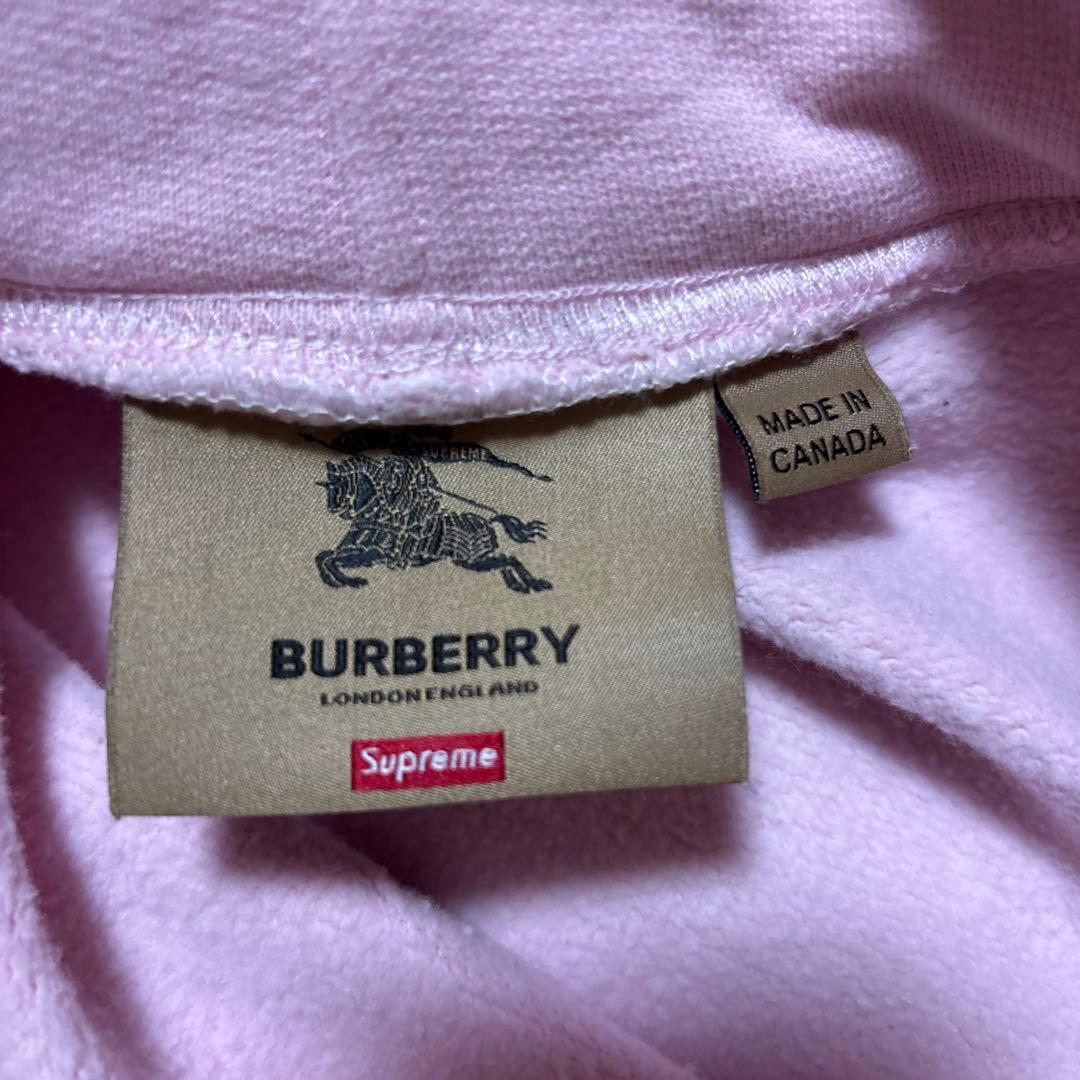 SUPREME
BURBERRY
LONDON ENGLAND
Supreme
MADE IN
CANADA